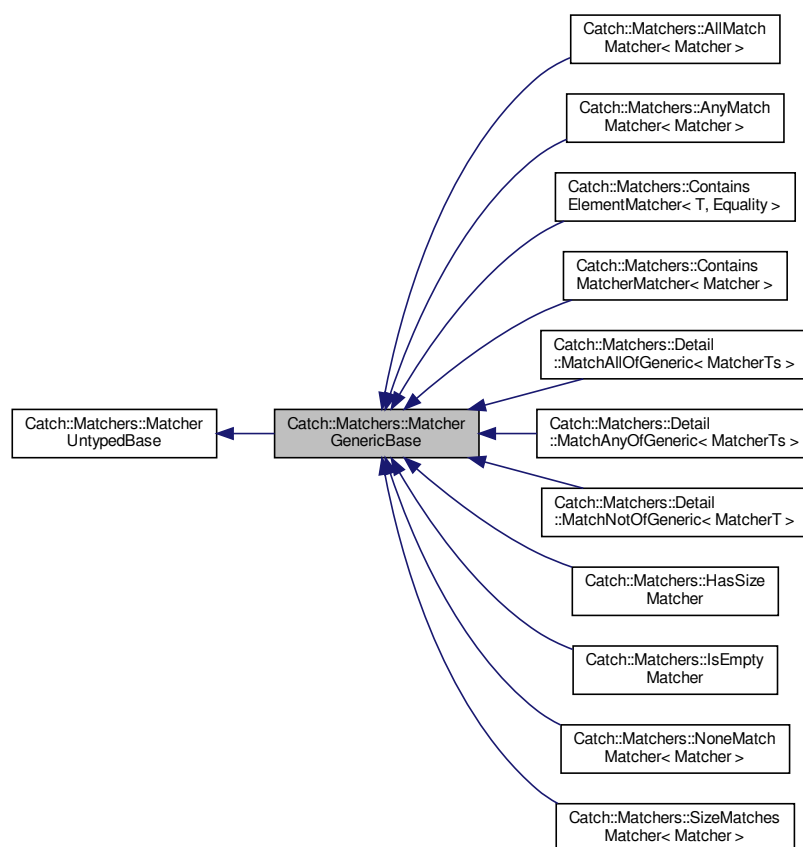 Catch::Matchers::AllMatch
Matcher< Matcher >
Catch::Matchers::AnyMatch
Matcher< Matcher >
Catch::Matchers::Contains
ElementMatcher< T, Equality >
Catch::Matchers::Contains
MatcherMatcher< Matcher >
Catch::Matchers::Detail
::MatchAllOfGeneric< MatcherTs >
Catch::Matchers::Matcher
UntypedBase
Catch::Matchers::Matcher
GenericBase
Catch::Matchers::Detail
::MatchAnyOfGeneric< MatcherTs >
Catch::Matchers::Detail
::MatchNotOfGeneric< MatcherT >
Catch::Matchers::HasSize
Matcher
Catch::Matchers::IsEmpty
Matcher
Catch::Matchers::NoneMatch
Matcher< Matcher >
Catch::Matchers::SizeMatches
Matcher< Matcher >